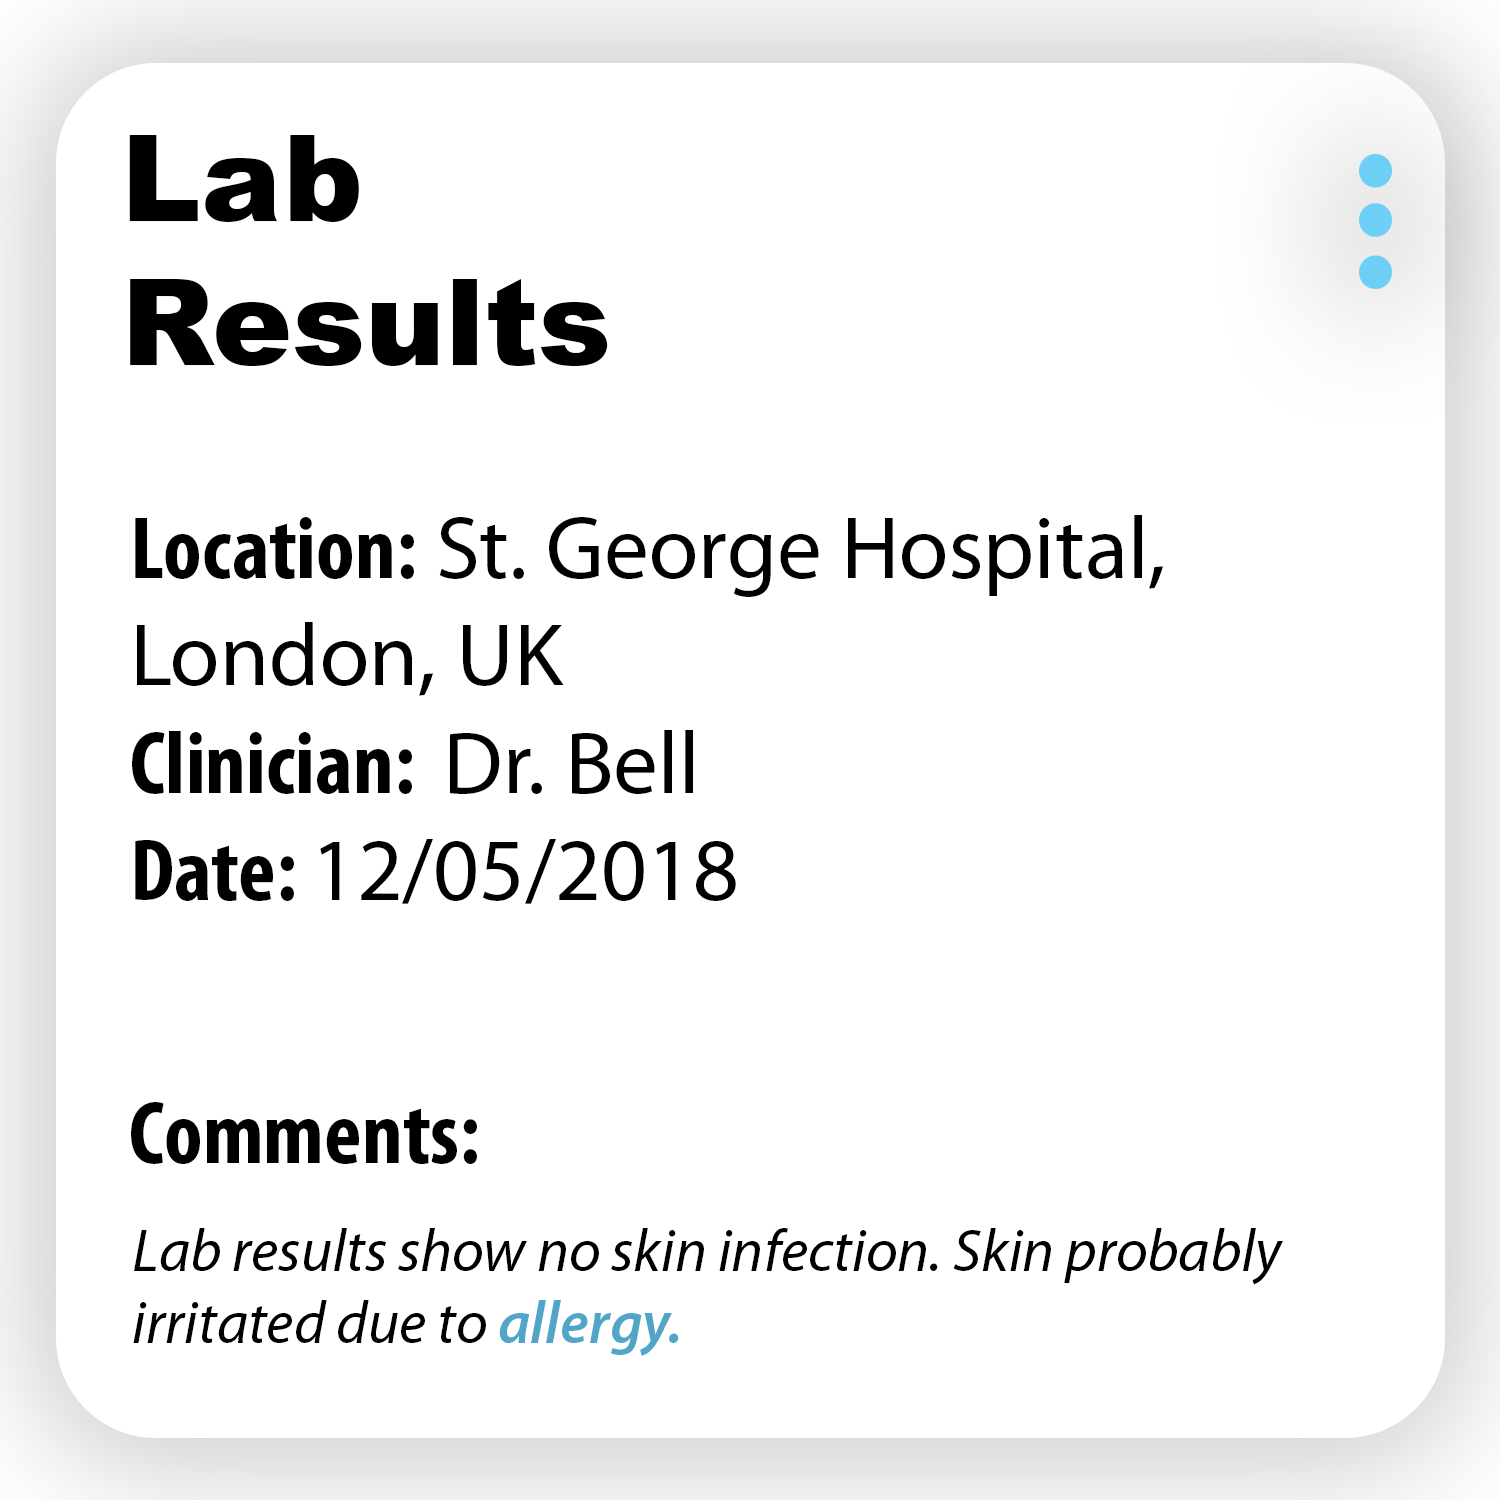 Lab
Results
Location: St. George Hospital,
London, UK
Clinician: Dr. Bell
Date: 12/05/2018
Comments:
Lab results show no skin infection. Skin probably
irritated due to allergy.